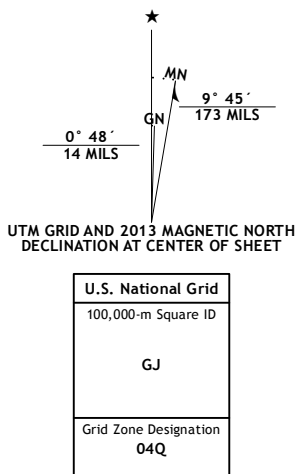 ★
MN
GN
9° 45´
173 MILS
0° 48´
14 MILS
UTM GRID AND 2013 MAGNETIC NORTH
DECLINATION AT CENTER OF SHEET
U.S. National Grid
100,000-m Square ID
GJ
Grid Zone Designation
04Q